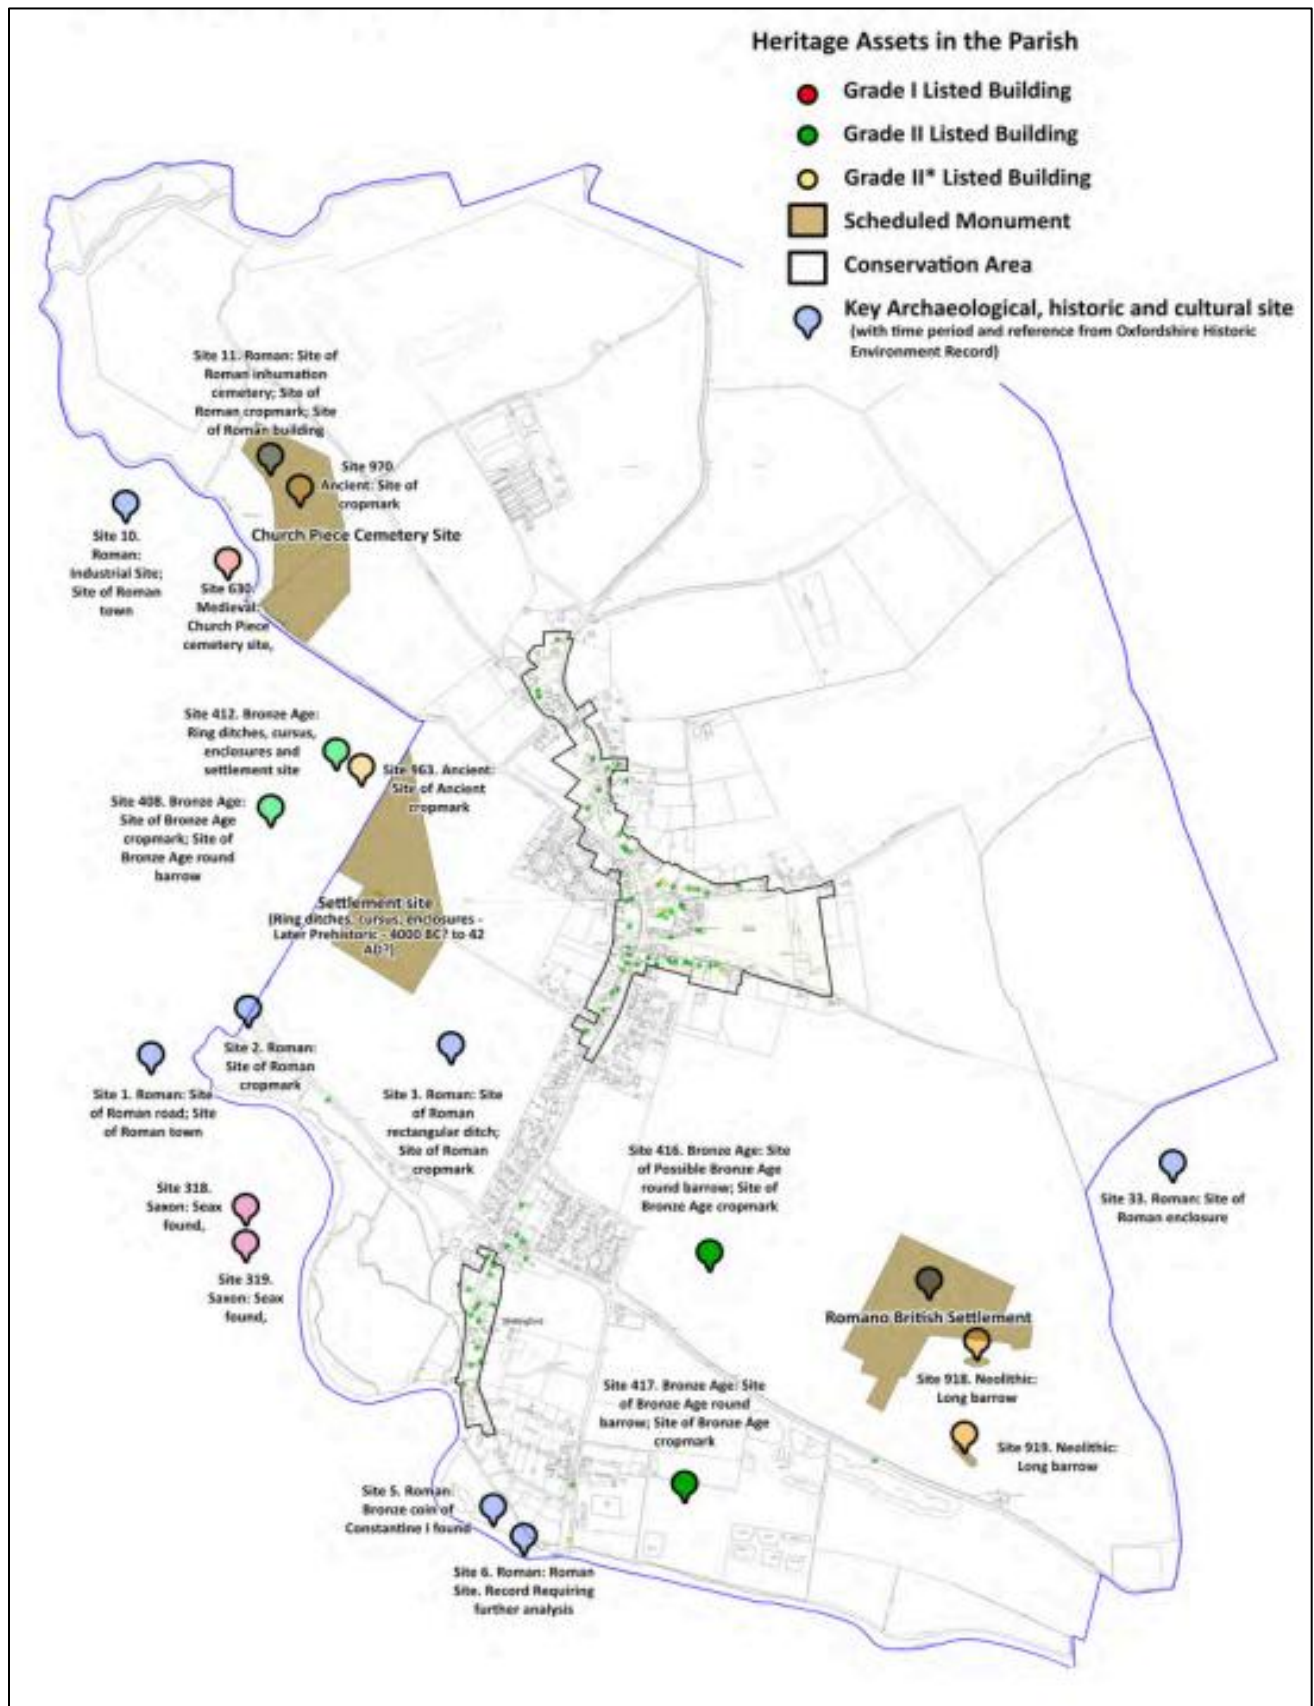 Heritage Assets in the Parish
Grade I Listed Building
Grade II Listed Building
Grade II* Listed Building
Scheduled Monument
Conservation Area
Key Archaeological, historic and cultural site
(with time period and reference from Oxfordshire Historic
Environment Record)
Site 11. Roman: Site of
Roman inhumation
cemetery; Site of
Roman cropmark; Site
of Roman building
Site 970.
Ancient: Site of
cropmark
Church Piece Cemetery Site
Site 10.
Roman:
Industrial Site;
Site of Roman
town
Site 630.
Medieval:
Church Piece
cemetery site,
Site 412. Bronze Age:
Ring ditches, cursus,
enclosures and
settlement site
Site 963. Ancient:
Site of Ancient
cropmark
Site 408. Bronze Age:
Site of Bronze Age
cropmark; Site of
Bronze Age round
barrow
Settlement site
(Ring ditches, cursus, enclosures -
Later Prehistoric - 4000 BC? to 42
AD?)
Site 2. Roman:
Site of Roman
cropmark
Site 1. Roman: Site
of Roman road; Site
of Roman town
Site 3. Roman: Site
of Roman
rectangular ditch;
Site of Roman
cropmark
Site 416. Bronze Age: Site
of Possible Bronze Age
round barrow; Site of
Bronze Age cropmark
Site 33. Roman: Site of
Roman enclosure
Site 318.
Saxon: Seax
found,
Site 319.
Saxon: Seax
found,
Romano British Settlement
Site 918. Neolithic:
Long barrow
Site 417. Bronze Age: Site
of Bronze Age round
barrow; Site of Bronze Age
cropmark
Site 919. Neolithic:
Long barrow
Site 5. Roman:
Bronze coin of
Constantine I found
Site 6. Roman: Roman
Site. Record Requiring
further analysis